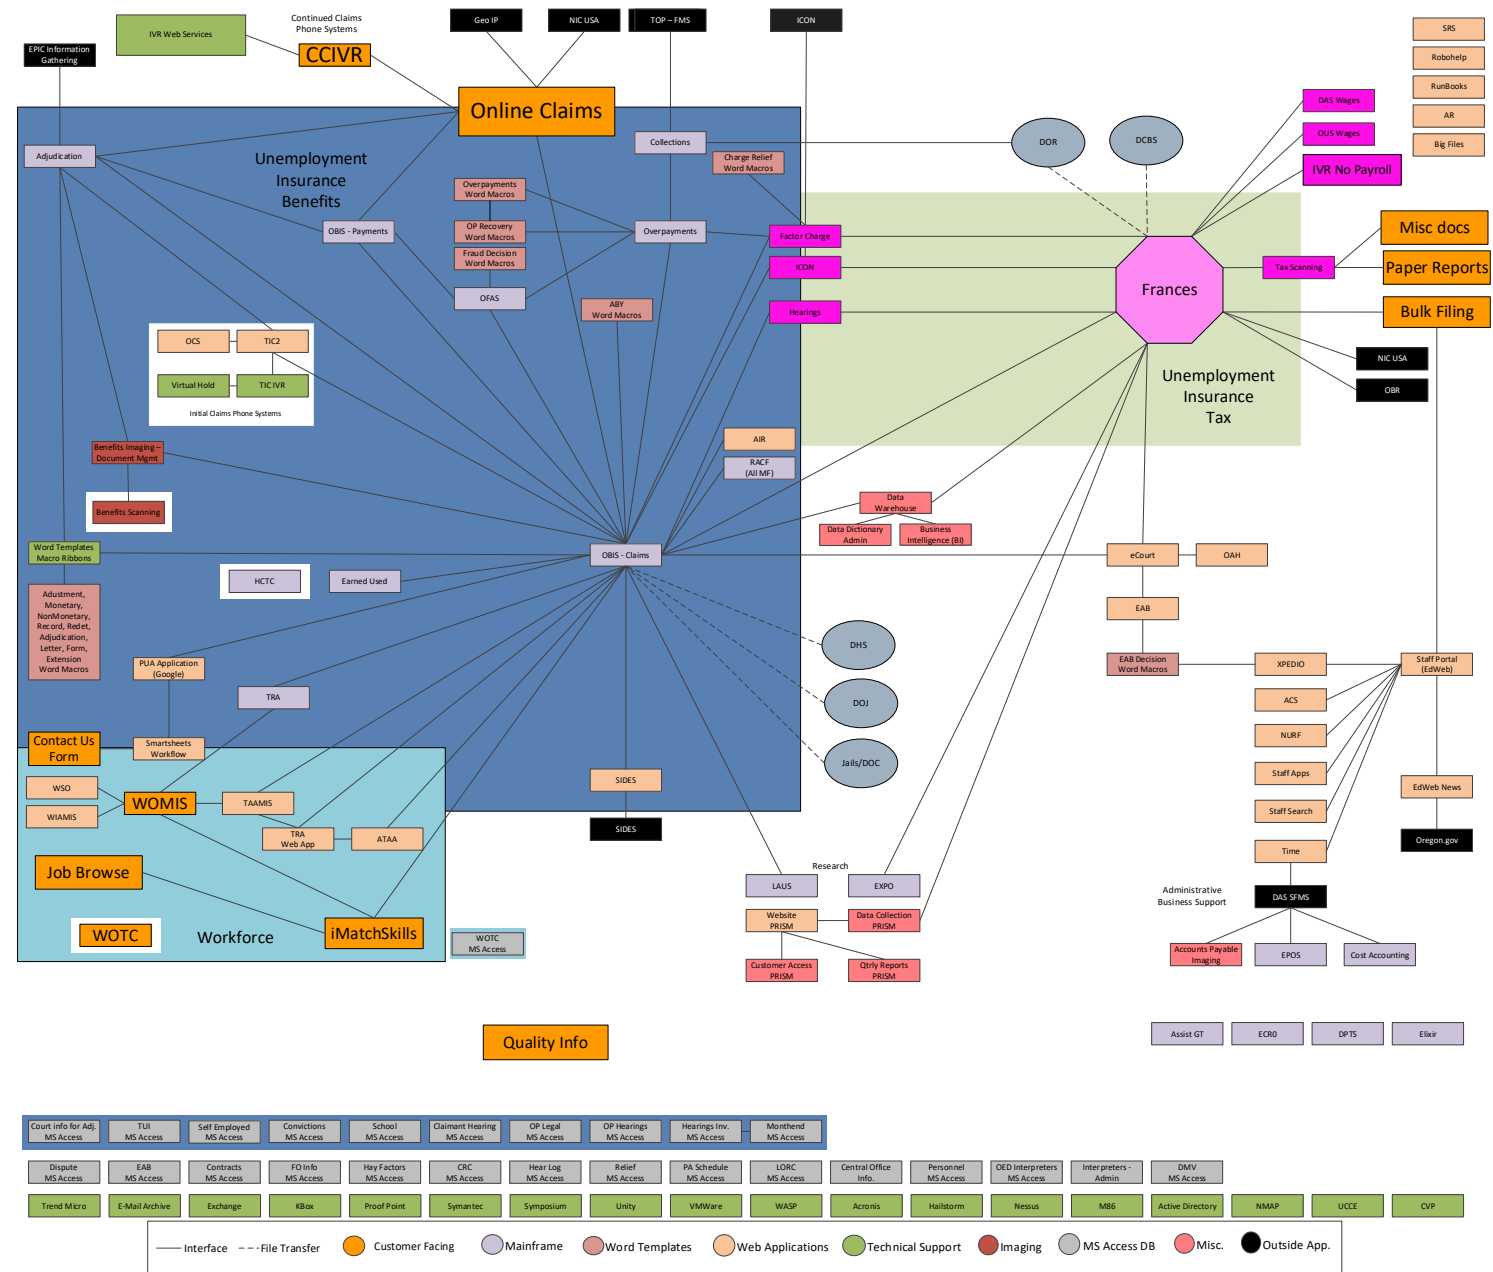 Continued Claims
Phone Systems
Geo IP
NIC USA
TOP – FMS
ICON
SRS
IVR Web Services
EPIC Information
Gathering
CCIVR
Robohelp
RunBooks
Online Claims
DAS Wages
AR
OUS Wages
Big Files
Adjudication
Unemployment
Insurance
Benefits
Collections
Charge Relief
Word Macros
DOR
DCBS
IVR No Payroll
Overpayments
Word Macros
OBIS - Payments
OP Recovery
Word Macros
Overpayments
Factor Charge
Misc docs
Fraud Decision
Word Macros
ICON
Tax Scanning
Paper Reports
Frances
OFAS
ABY
Word Macros
Hearings
Bulk Filing
OCS
TIC2
NIC USA
Virtual Hold
TIC IVR
OBR
Initial Claims Phone Systems
Unemployment
Insurance
Tax
Benefits Imaging –
Document Mgmt
AIR
RACF
(All MF)
Benefits Scanning
Data
Warehouse
Data Dictionary
Admin
Business
Intelligence (BI)
Word Templates
Macro Ribbons
OBIS - Claims
eCourt
OAH
HCTC
Earned Used
Adustment,
Monetary,
NonMonetary,
Record, Redet,
Adjudication,
Letter, Form,
Extension
Word Macros
EAB
DHS
PUA Application
(Google)
EAB Decision
Word Macros
XPEDIO
Staff Portal
(EdWeb)
TRA
DOJ
ACS
NURF
Contact Us
Form
Smartsheets
Workflow
Jails/DOC
Staff Apps
SIDES
WSO
EdWeb News
WOMIS
TAAMIS
WIAMIS
Staff Search
SIDES
TRA
Web App
ATAA
Oregon.gov
Time
Research
Job Browse
LAUS
EXPO
Administrative
Business Support
DAS SFMS
Website
PRISM
Data Collection
PRISM
WOTC
Workforce
iMatchSkills
WOTC
MS Access
Accounts Payable
Imaging
EPOS
Cost Accounting
Customer Access
PRISM
Qtrly Reports
PRISM
Quality Info
Assist GT
ECR0
DPTS
Elixir
Court info for Adj.
MS Access
TUI
MS Access
Self Employed
MS Access
Convictions
MS Access
School
MS Access
Claimant Hearing
MS Access
OP Legal
MS Access
OP Hearings
MS Access
Hearings Inv.
MS Access
Monthend
MS Access
Dispute
MS Access
EAB
MS Access
Contracts
MS Access
FO Info
MS Access
Hay Factors
MS Access
CRC
MS Access
Hear Log
MS Access
Relief
MS Access
PA Schedule
MS Access
LORC
MS Access
Central Office
Info.
Personnel
MS Access
OED Interpreters
MS Access
Interpreters -
Admin
DMV
MS Access
Trend Micro
E-Mail Archive
Exchange
KBox
Proof Point
Symantec
Symposium
Unity
VMWare
WASP
Acronis
Hailstorm
Nessus
M86
Active Directory
NMAP
UCCE
CVP
Interface
File Transfer
Customer Facing
Mainframe
Word Templates
Web Applications
Technical Support
Imaging
MS Access DB
Misc.
Outside App.